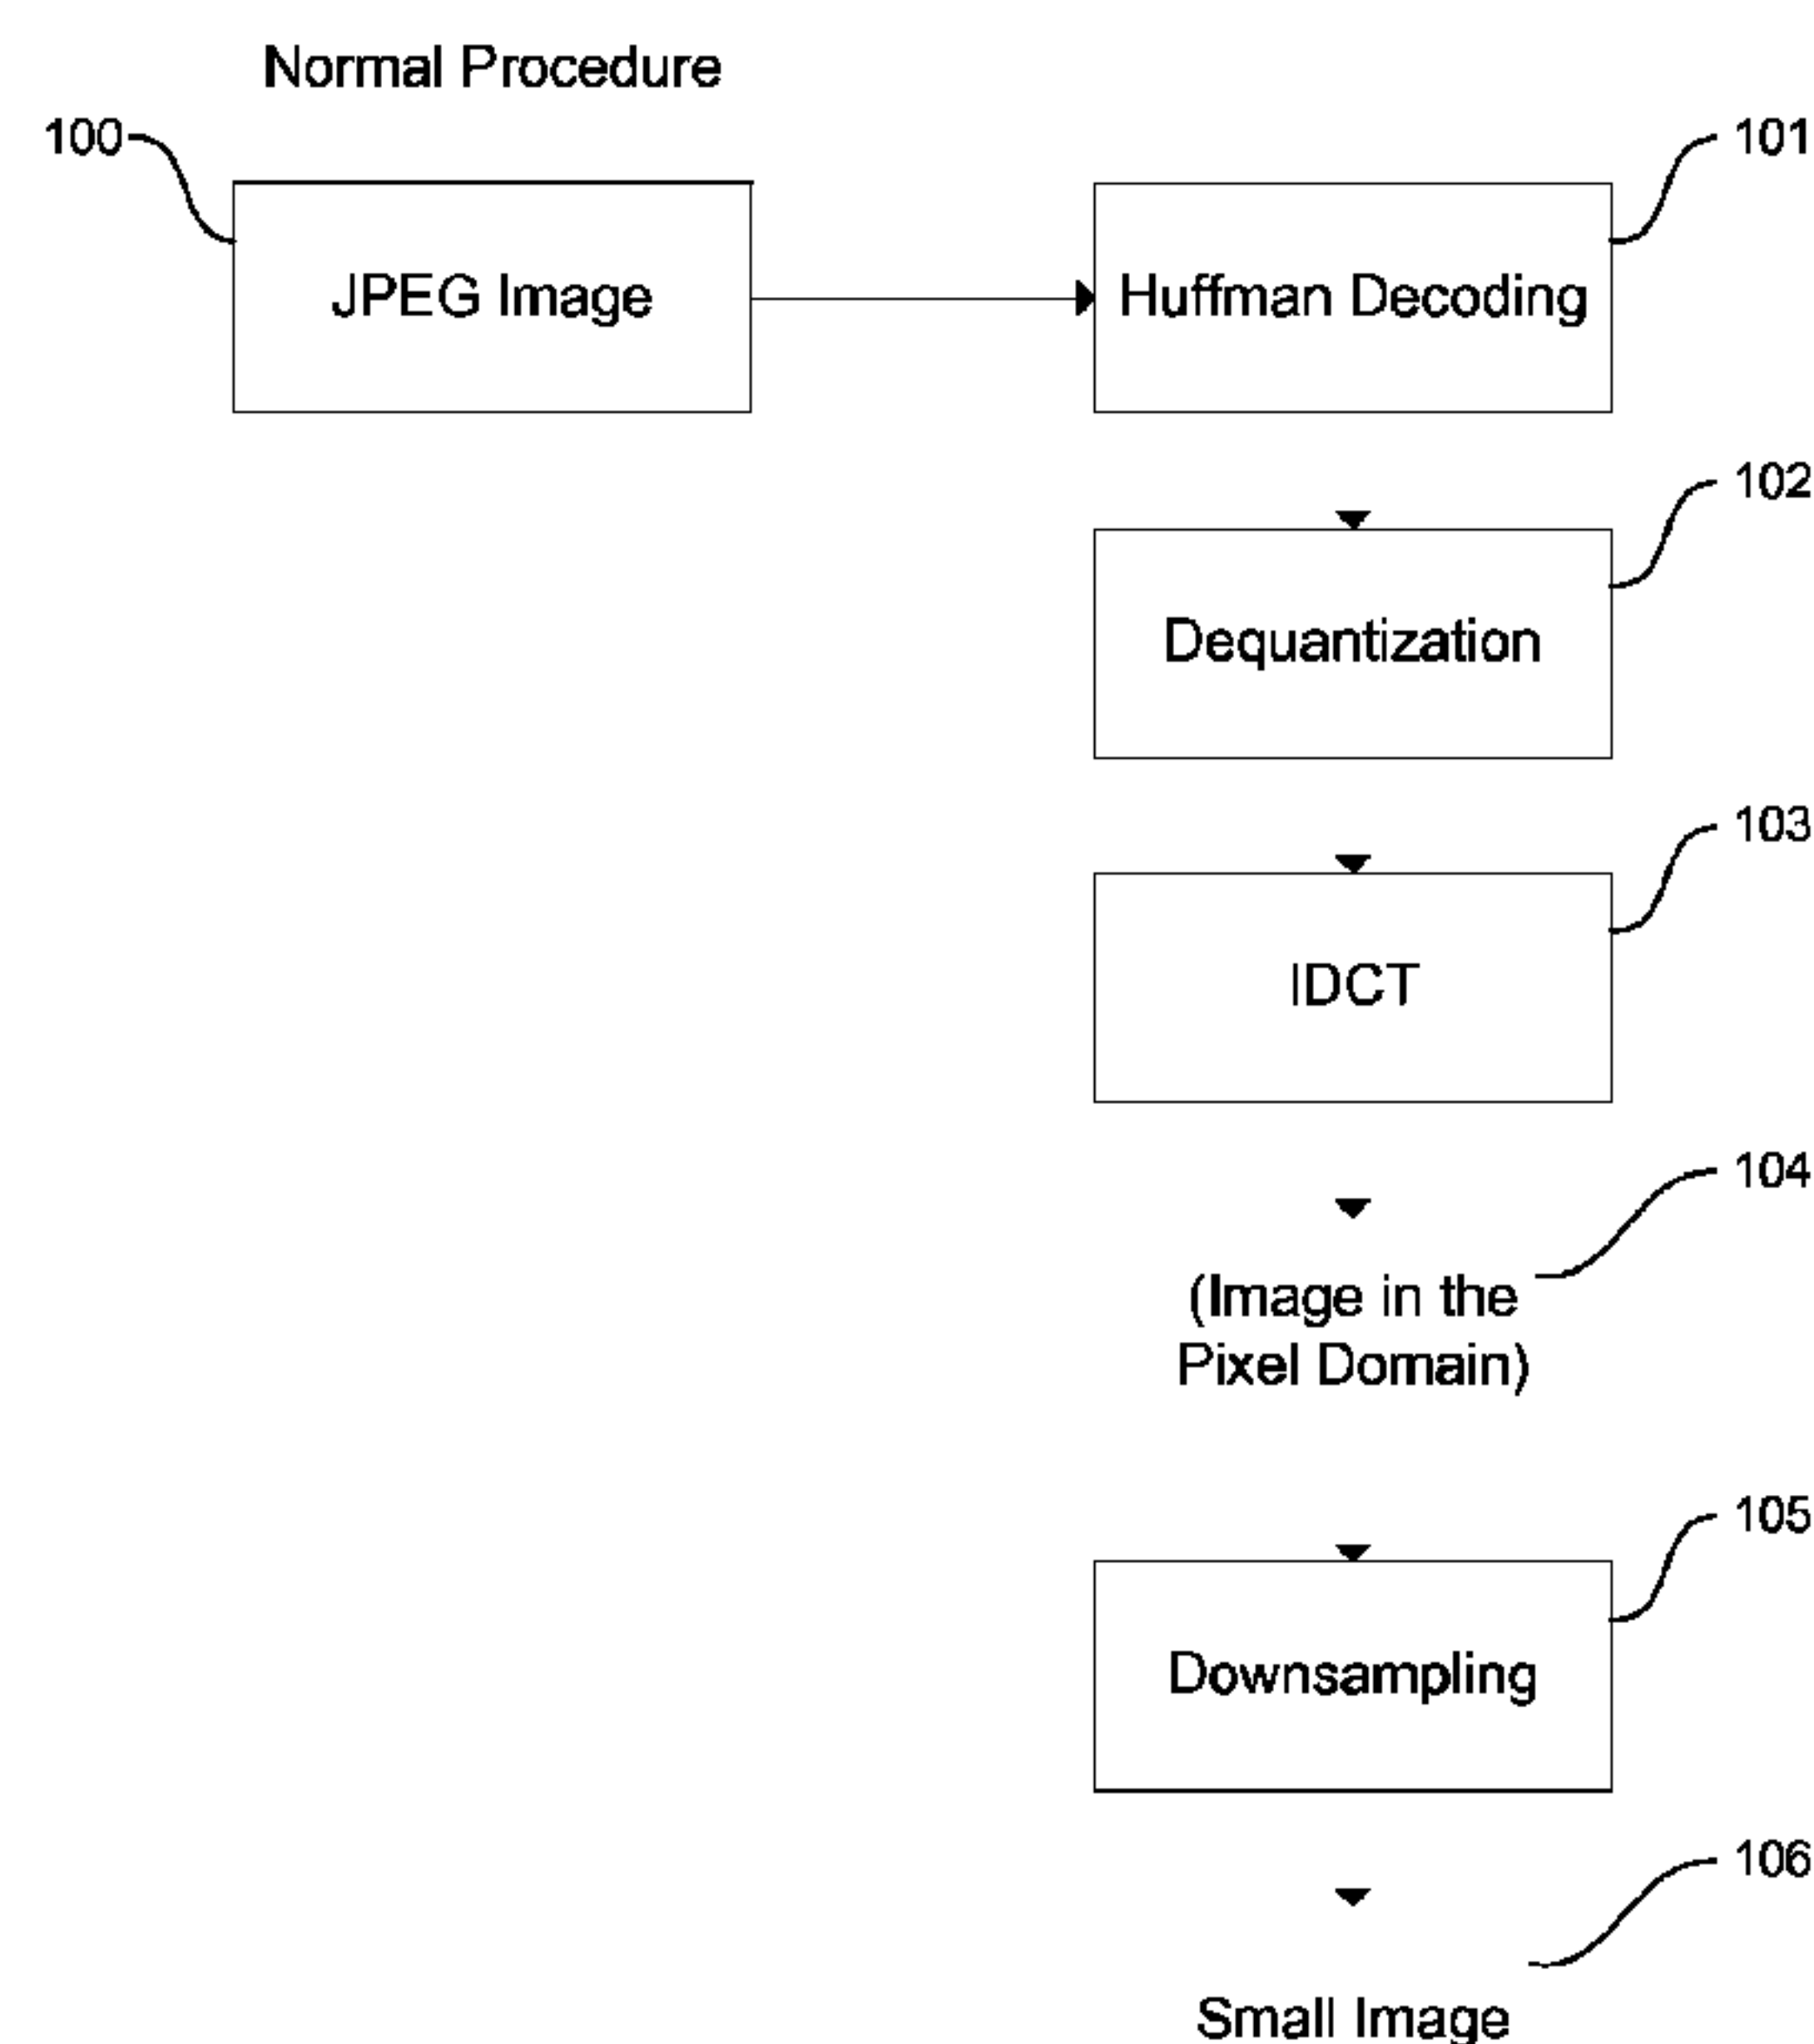 Normal Procedure
100
101
JPEG Image
Huffman Decoding
102
Dequantization
103
IDCT
104
(Image in the
Pixel Domain)
105
Downsampling
106
Small Image